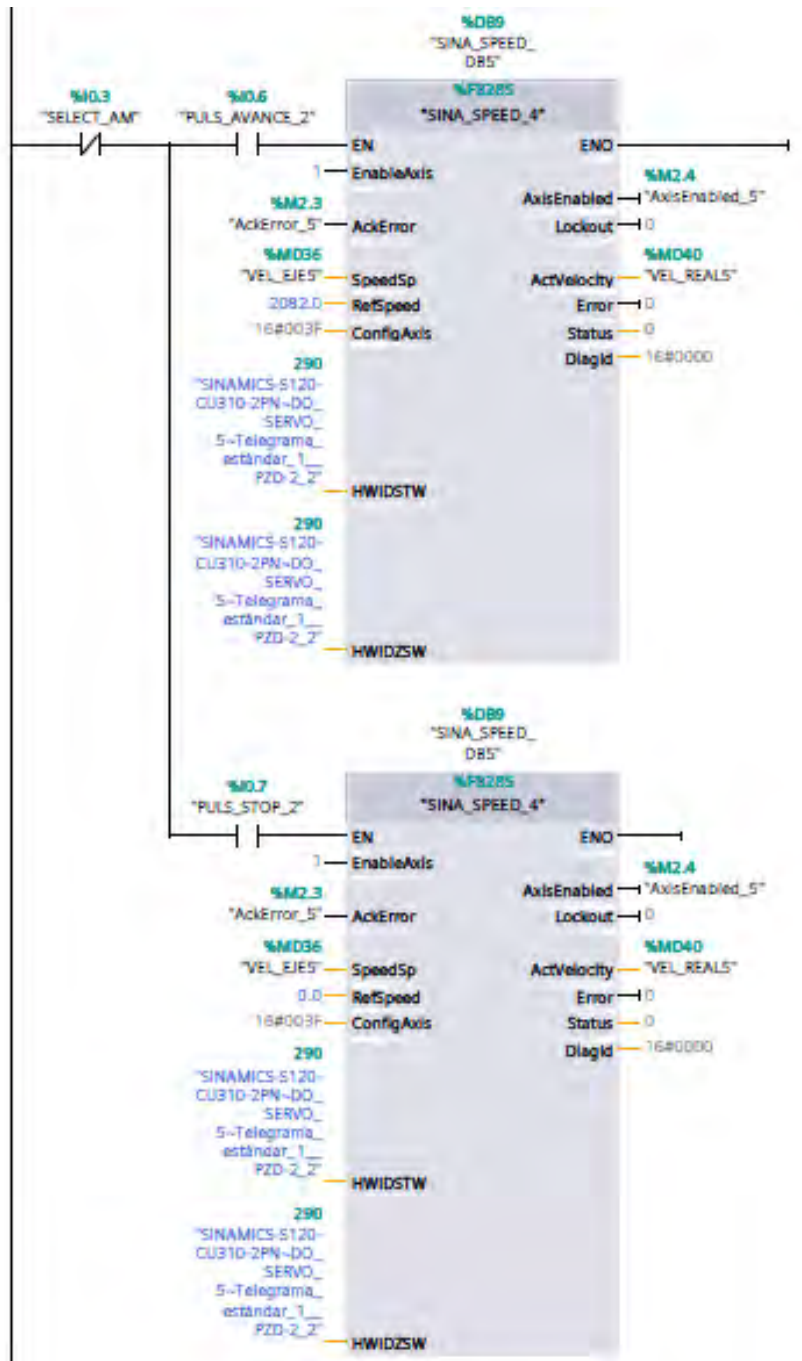 %DB9
"SINA_SPEED_
DB5"
%I0.3
"SELECT_AM"
%I0.6
"PULS_AVANCE_2"
%FB285
"SINA_SPEED_4"
EN
ENO
1
EnableAxis
%M2.4
AxisEnabled
"AxisEnabled_5"
%M2.3
"AckError_5"
AckError
Lockout
0
%MD36
"VEL_EJE5"
SpeedSp
%MD40
ActVelocity
"VEL_REAL5"
2082.0
RefSpeed
Error
0
16#003F
ConfigAxis
Status
0
DiagId
16#0000
290
"SINAMICS-S120-
CU310-2PN~DO_
SERVO_
5~Telegrama_
estándar_1__
PZD-2_2"
HWIDSTW
290
"SINAMICS-S120-
CU310-2PN~DO_
SERVO_
5~Telegrama_
estándar_1__
PZD-2_2"
HWIDZSW
%DB9
"SINA_SPEED_
DB5"
%I0.7
"PULS_STOP_2"
%FB285
"SINA_SPEED_4"
EN
ENO
1
EnableAxis
%M2.4
AxisEnabled
"AxisEnabled_5"
%M2.3
"AckError_5"
AckError
Lockout
0
%MD36
"VEL_EJE5"
SpeedSp
%MD40
ActVelocity
"VEL_REAL5"
0.0
RefSpeed
Error
0
16#003F
ConfigAxis
Status
0
DiagId
16#0000
290
"SINAMICS-S120-
CU310-2PN~DO_
SERVO_
5~Telegrama_
estándar_1__
PZD-2_2"
HWIDSTW
290
"SINAMICS-S120-
CU310-2PN~DO_
SERVO_
5~Telegrama_
estándar_1__
PZD-2_2"
HWIDZSW